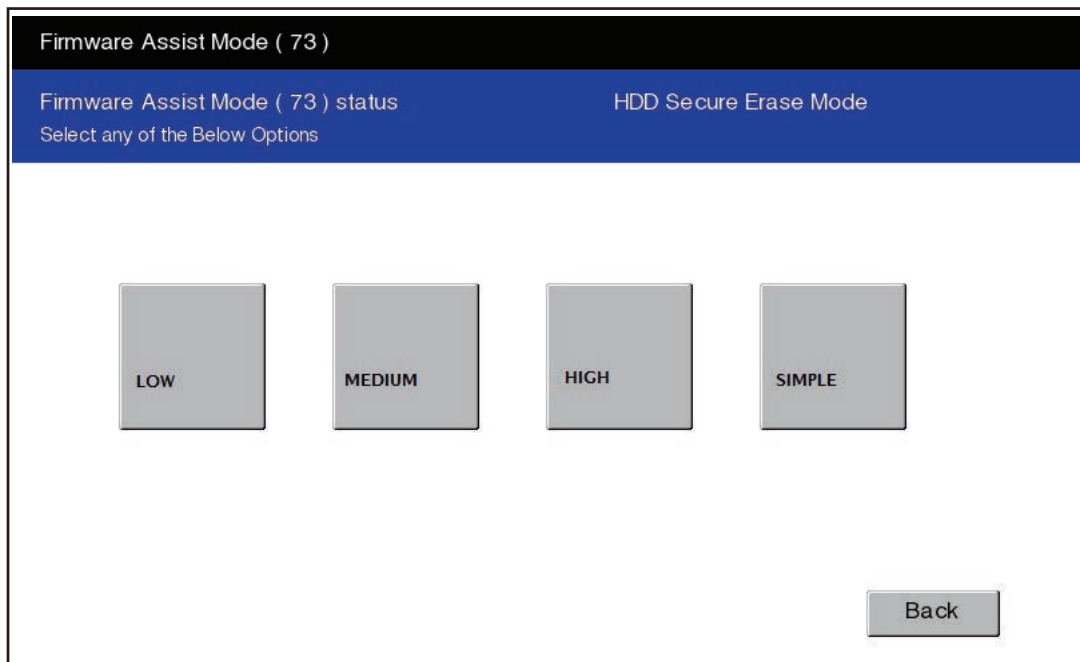 Firmware Assist Mode ( 73 )
Firmware Assist Mode ( 73 ) status
HDD Secure Erase Mode
Select any of the Below Options
LOW
MEDIUM
HIGH
SIMPLE
Back